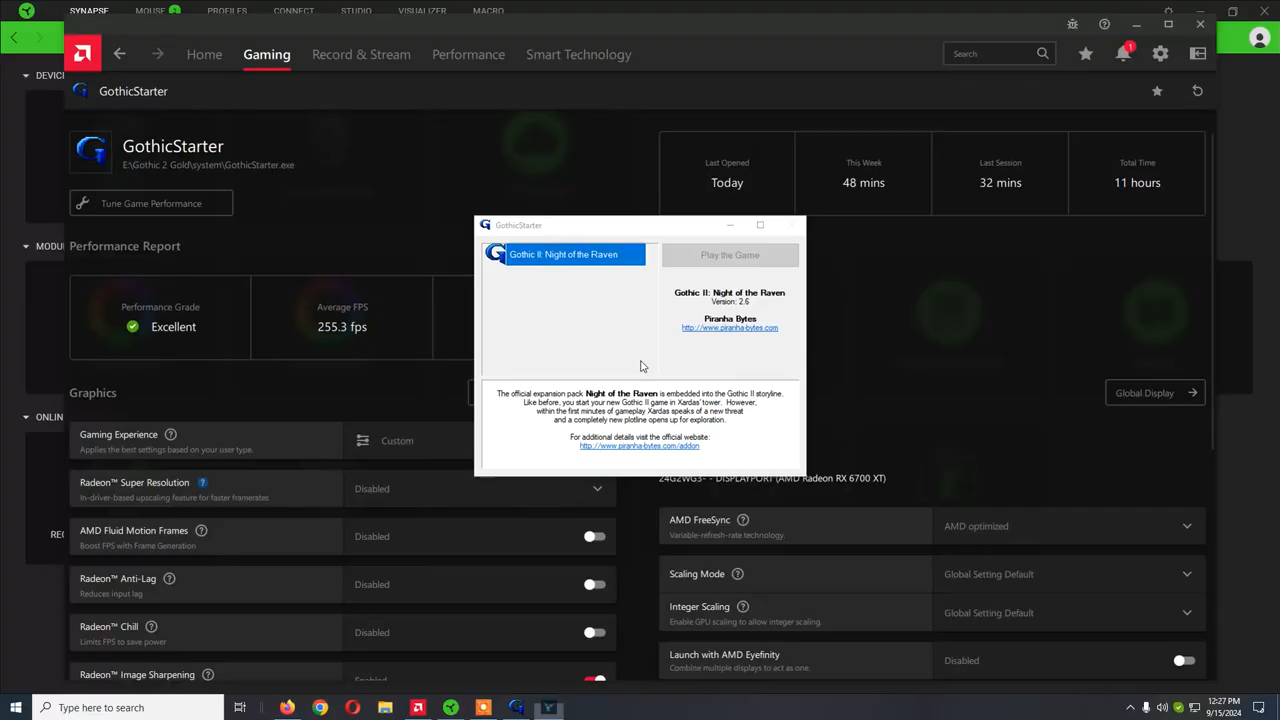 SYNAPSE MOUSE PROFILES CONNECT STUDIO VISUALIZER MACRO
Home Gaming Record & Stream Performance Smart Technology
Search
1
DEVIC
GothicStarter
GothicStarter
E:\Gothic 2 Gold\system\GothicStarter.exe
Tune Game Performance
Last Opened
Today
This Week
48 mins
Last Session
32 mins
Total Time
11 hours
MODU
Performance Report
Performance Grade
Excellent
Average FPS
225.3 fps
GothicStarter
Gothic II: Night of the Raven
Play the Game
Gothic II: Night of the Raven
Version: 2.6
Piranha Bytes
http://www.piranha-bytes.com
The official expansion pack Night of the Raven is embedded into the Gothic II storyline.
Like before, you start your new Gothic II game in Xardas' tower. However,
within the first minutes of gameplay Xardas speaks of a new threat
and a completely new plotline opens up for exploration.
For additional details visit the official website:
http://www.piranha-bytes.com/addon
Graphics
Global Display
ONLIN
Gaming Experience
Applies the best settings based on your user type.
Custom
Radeon™ Super Resolution
In-driver-based upscaling feature for faster framerates
Disabled
REC
AMD Fluid Motion Frames
Boost FPS with Frame Generation
Disabled
Radeon™ Anti-Lag
Reduces input lag
Disabled
Radeon™ Chill
Limits FPS to save power
Disabled
Radeon™ Image Sharpening
Enabled
24G2WG3- - DISPLAYPORT (AMD Radeon RX 6700 XT)
AMD FreeSync
Variable-refresh-rate technology.
AMD optimized
Scaling Mode
Global Setting Default
Integer Scaling
Enable GPU scaling to allow integer scaling.
Global Setting Default
Launch with AMD Eyefinity
Combine multiple displays to act as one.
Disabled
Type here to search
12:27 PM
9/15/2024